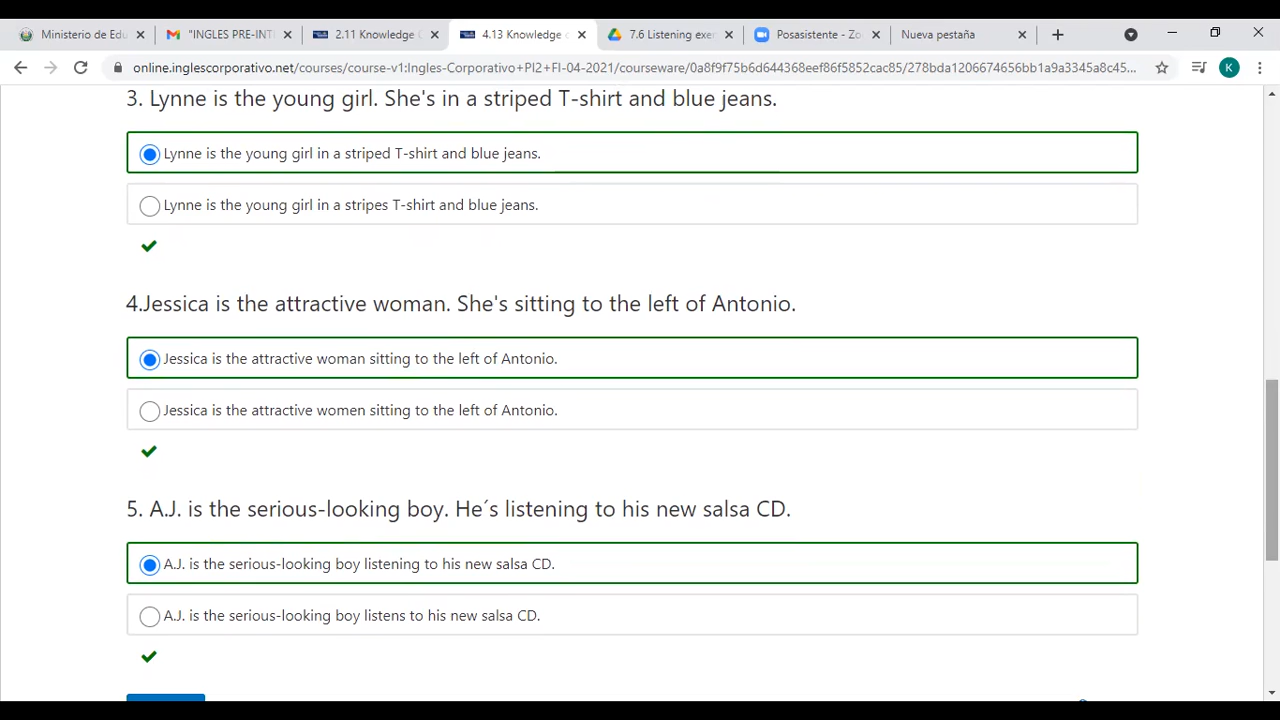 Ministerio de Edu
"INGLES PRE-INT
2.11 Knowledge C
4.13 Knowledge c
7.6 Listening exer
Posasistente - Zo
Nueva pestaña
online.inglescorporativo.net/courses/course-v1:Ingles-Corporativo+PI2+FI-04-2021/courseware/0a8f9f75b6d644368eef86f5852cac85/278bda1206674656bb1a9a3345a8c45...
K
3. Lynne is the young girl. She's in a striped T-shirt and blue jeans.
Lynne is the young girl in a striped T-shirt and blue jeans.
Lynne is the young girl in a stripes T-shirt and blue jeans.
4.Jessica is the attractive woman. She's sitting to the left of Antonio.
Jessica is the attractive woman sitting to the left of Antonio.
Jessica is the attractive women sitting to the left of Antonio.
5. A.J. is the serious-looking boy. He´s listening to his new salsa CD.
A.J. is the serious-looking boy listening to his new salsa CD.
A.J. is the serious-looking boy listens to his new salsa CD.